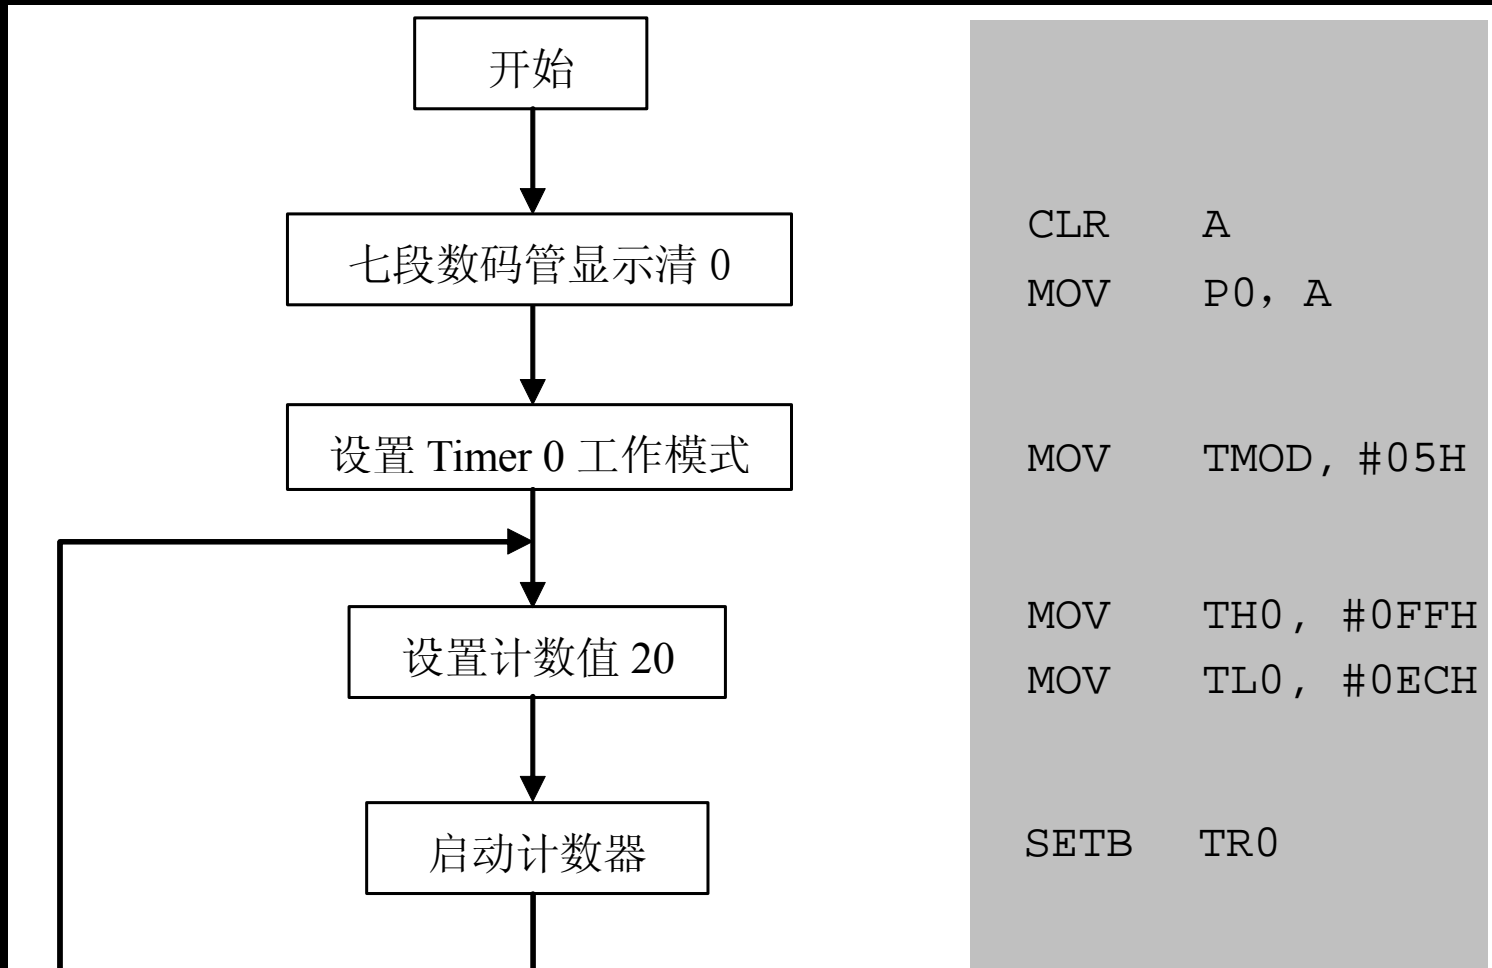 开始
七段数码管显示清 0
设置 Timer 0 工作模式
设置计数值 20
启动计数器
CLR A
MOV P0，A
MOV TMOD, #05H
MOV TH0, #0FFH
MOV TL0, #0ECH
SETB TR0